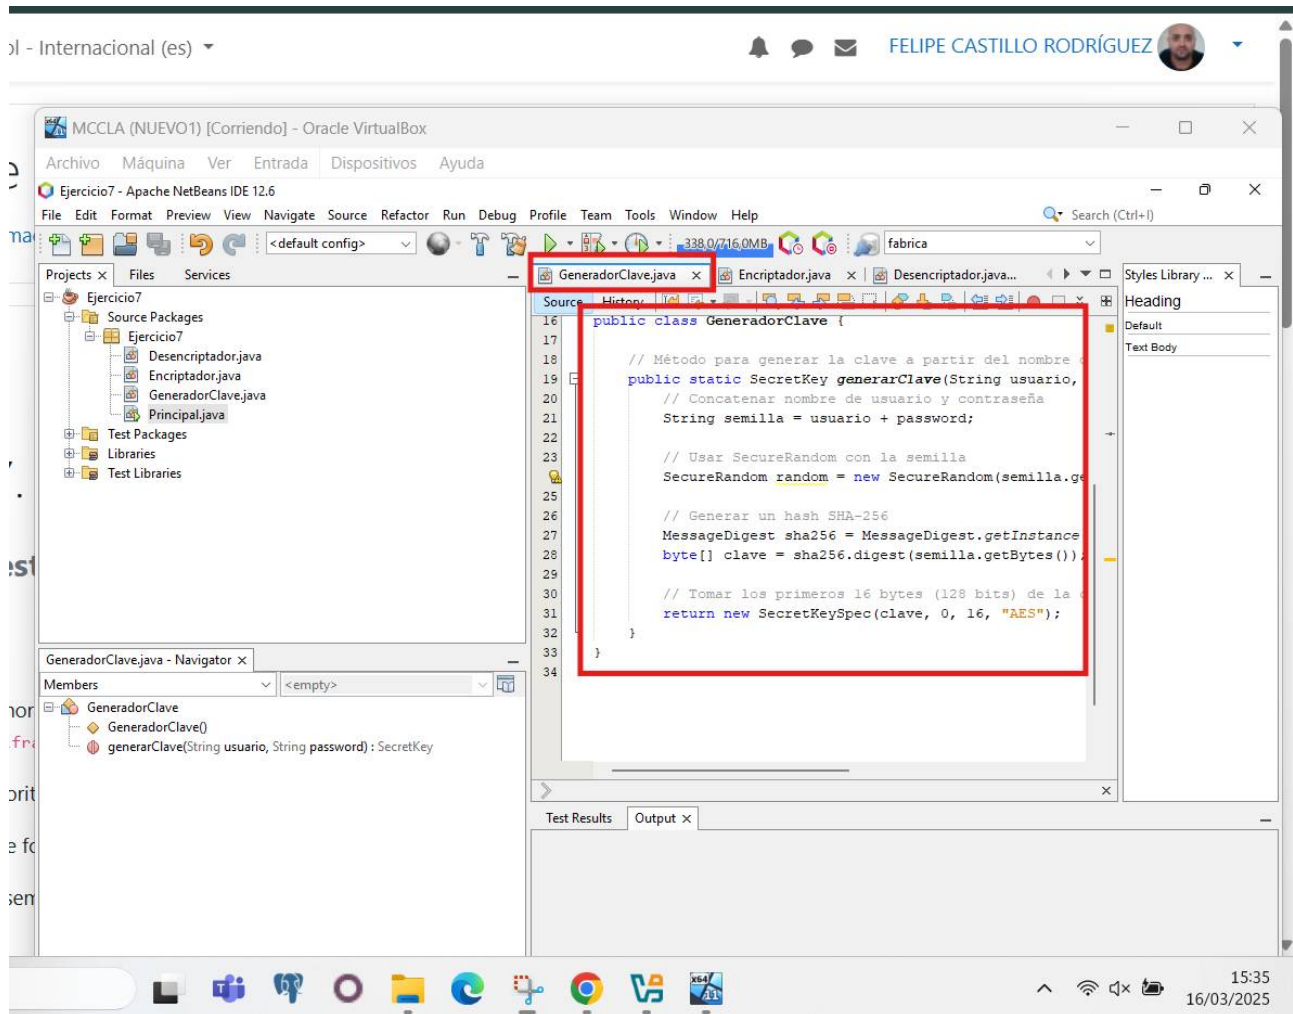 ol - Internacional (es)
FELIPE CASTILLO RODRÍGUEZ
MCCLA (NUEVO1) [Corriendo] - Oracle VirtualBox
Archivo Máquina Ver Entrada Dispositivos Ayuda
Ejercicio7 - Apache NetBeans IDE 12.6
File Edit Format Preview View Navigate Source Refactor Run Debug Profile Team Tools Window Help
Search (Ctrl+I)
<default config>
338,0/716,0MB
fabrica
Projects
Files
Services
Ejercicio7
Source Packages
Ejercicio7
Desencriptador.java
Encriptador.java
GeneradorClave.java
Principal.java
Test Packages
Libraries
Test Libraries
GeneradorClave.java
Encriptador.java
Desencriptador.java...
Source History
16 public class GeneradorClave {
17
18 // Método para generar la clave a partir del nombre
19 public static SecretKey generarClave(String usuario,
20 // Concatenar nombre de usuario y contraseña
21 String semilla = usuario + password;
22
23 // Usar SecureRandom con la semilla
SecureRandom random = new SecureRandom(semilla.ge
25
26 // Generar un hash SHA-256
27 MessageDigest sha256 = MessageDigest.getInstance
28 byte[] clave = sha256.digest(semilla.getBytes());
29
30 // Tomar los primeros 16 bytes (128 bits) de la
31 return new SecretKeySpec(clave, 0, 16, "AES");
32 }
33 }
34
Styles Library ...
Heading
Default
Text Body
GeneradorClave.java - Navigator
Members
<empty>
GeneradorClave
GeneradorClave()
generarClave(String usuario, String password) : SecretKey
Test Results
Output
15:35
16/03/2025